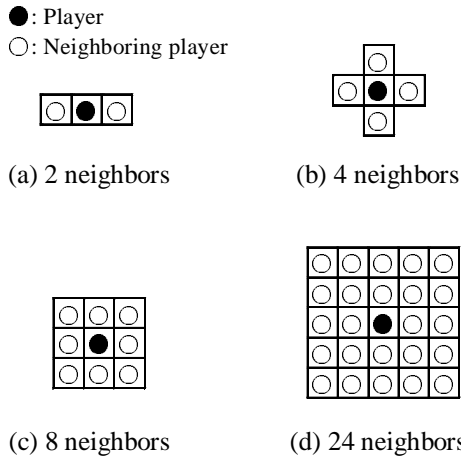 ●: Player
○: Neighboring player
(a) 2 neighbors
(b) 4 neighbors
(c) 8 neighbors
(d) 24 neighbors